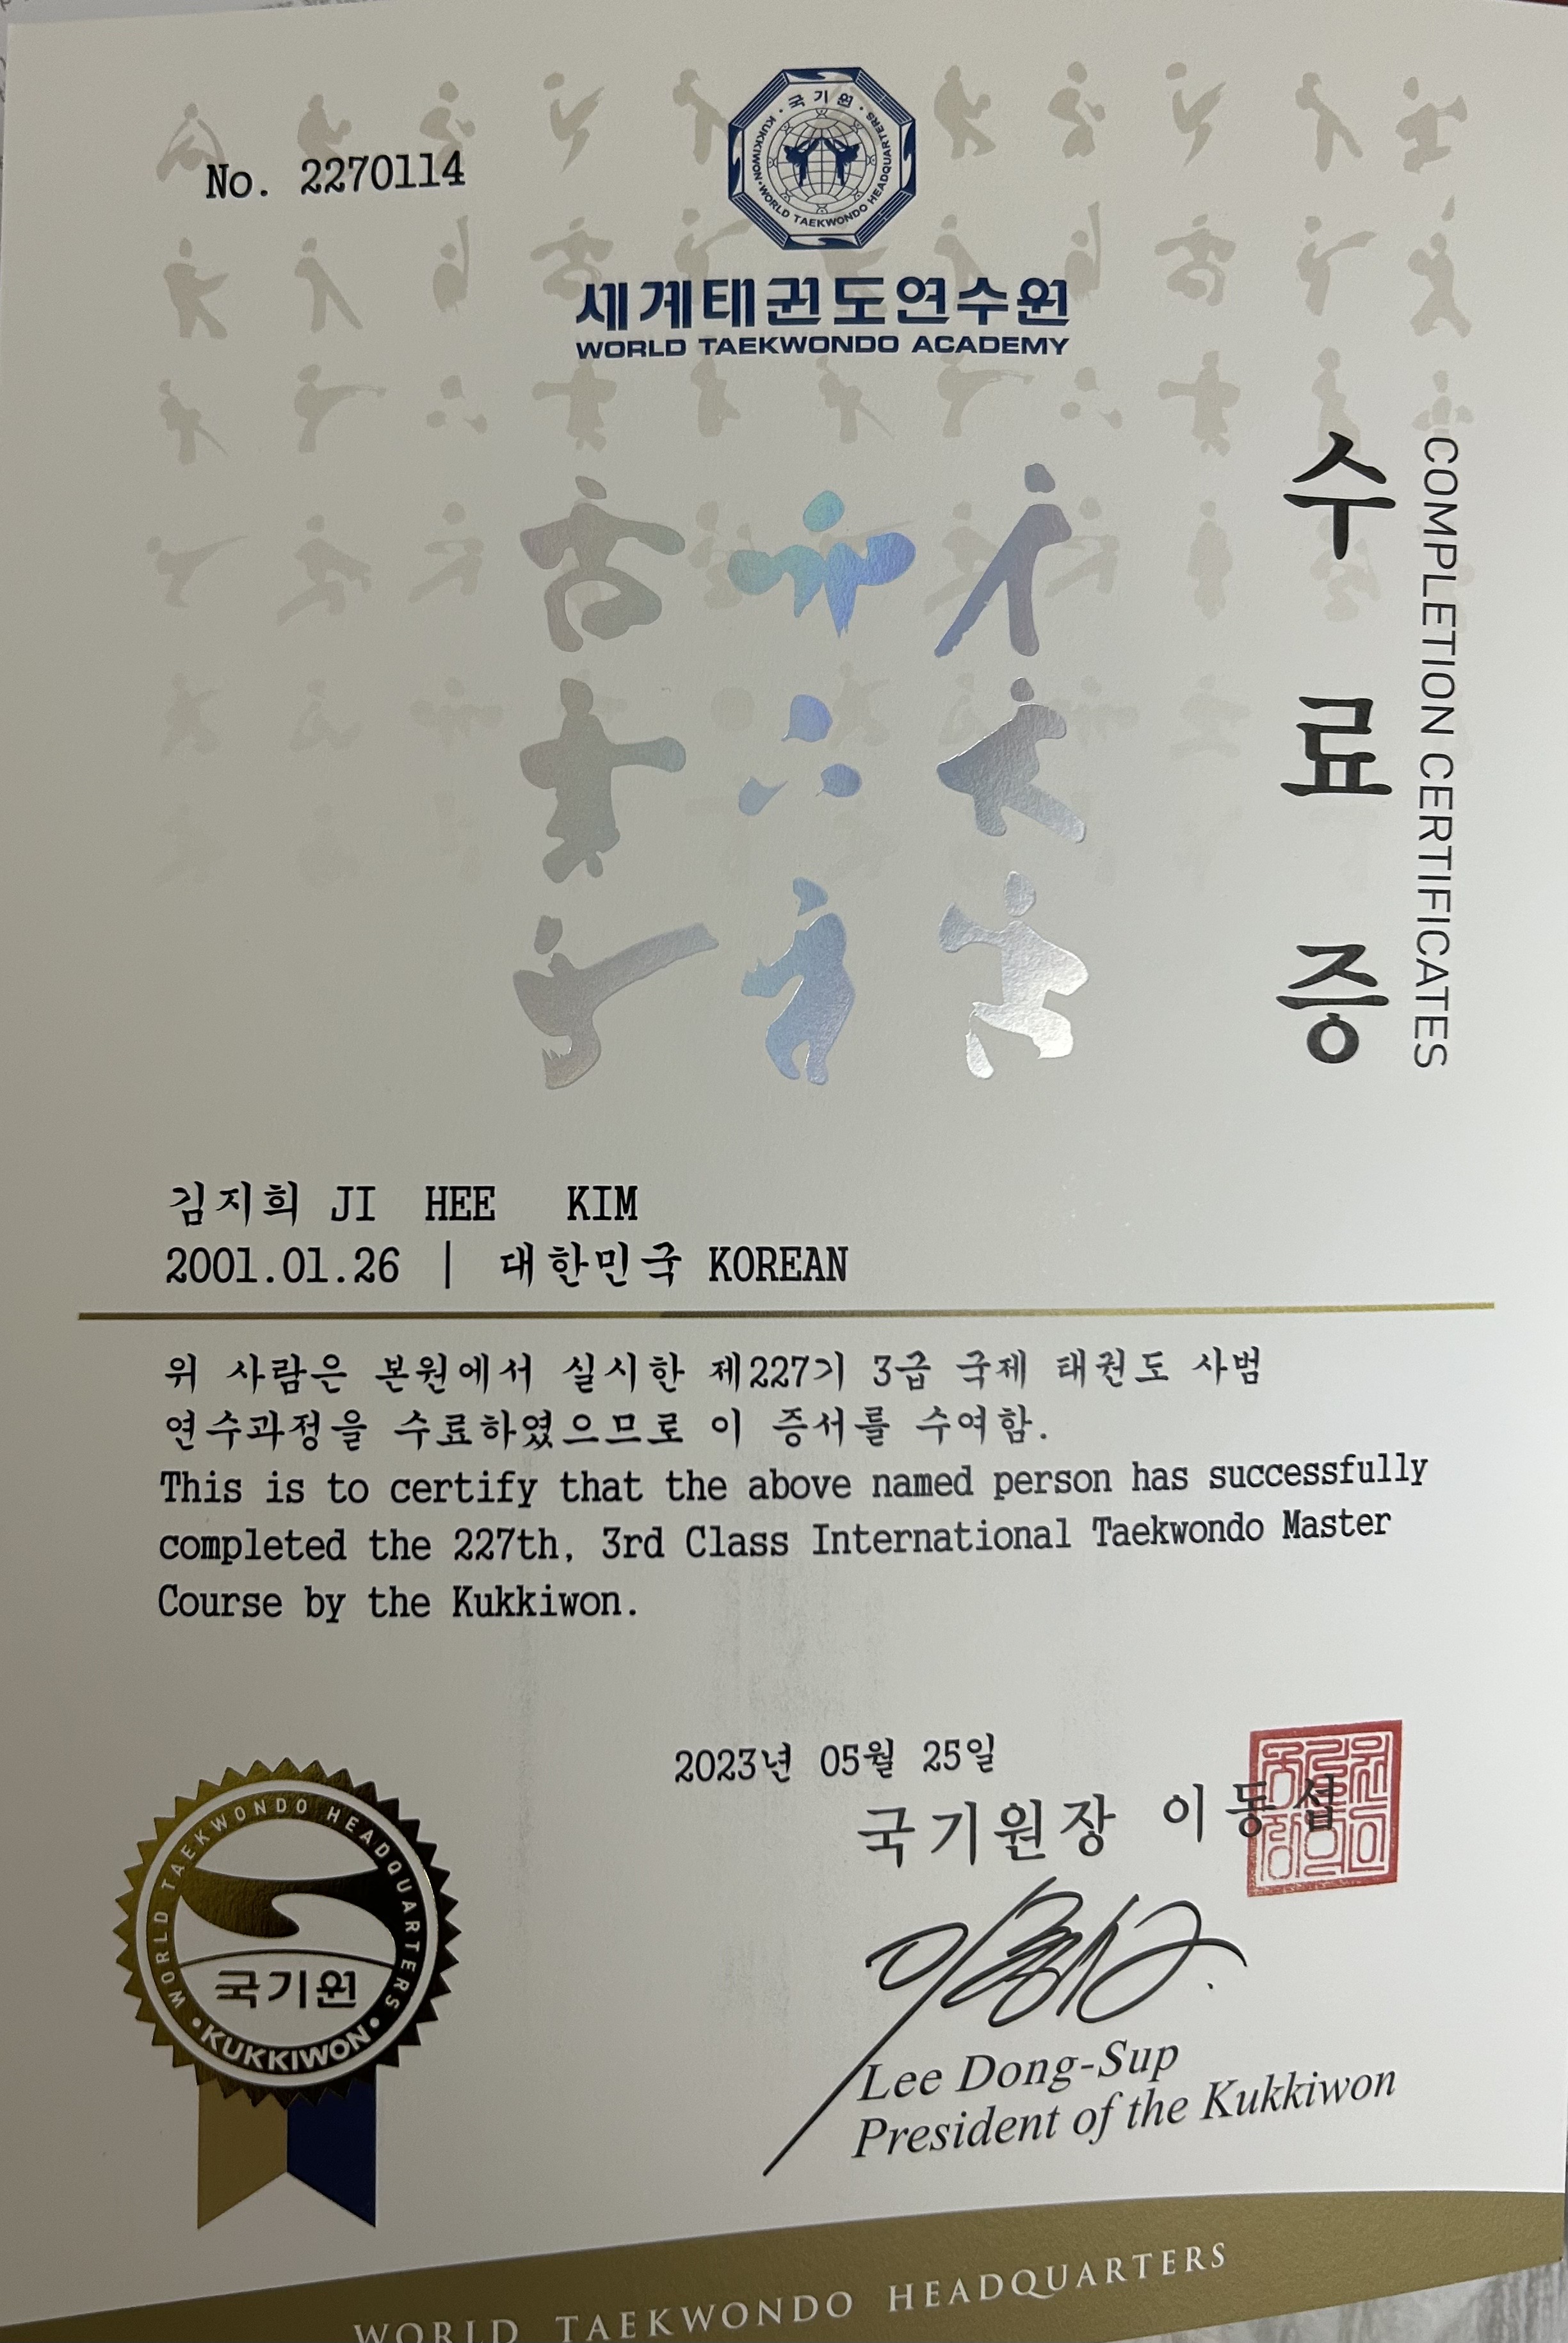 No. 2270114
· 국기원 ·
KUKKIWON · WORLD TAEKWONDO HEADQUARTERS
세계태권도연수원
WORLD TAEKWONDO ACADEMY
수료증
COMPLETION CERTIFICATES
김지희 JI HEE KIM
2001.01.26 | 대한민국 KOREAN
위 사람은 본원에서 실시한 제227기 3급 국제 태권도 사범
연수과정을 수료하였으므로 이 증서를 수여함.
This is to certify that the above named person has successfully
completed the 227th, 3rd Class International Taekwondo Master
Course by the Kukkiwon.
2023년 05월 25일
국기원장 이동섭
Lee Dong-Sup
President of the Kukkiwon
WORLD TAEKWONDO HEADQUARTERS
국기원
• KUKKIWON •
WORLD TAEKWONDO HEADQUARTERS